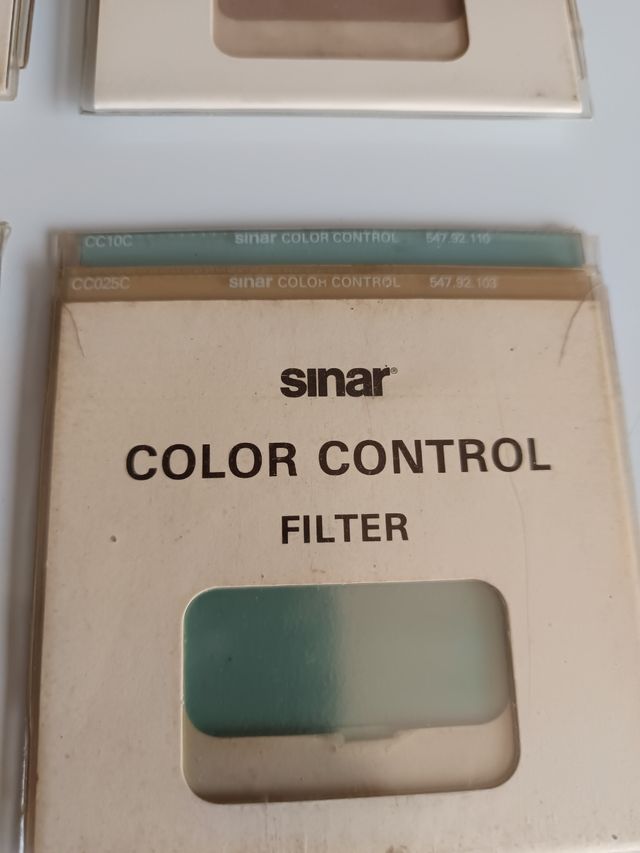 CC10C sinar COLOR CONTROL 547.92.110
CC025C sinar COLOR CONTROL 547.92.103
sinar®
COLOR CONTROL
FILTER